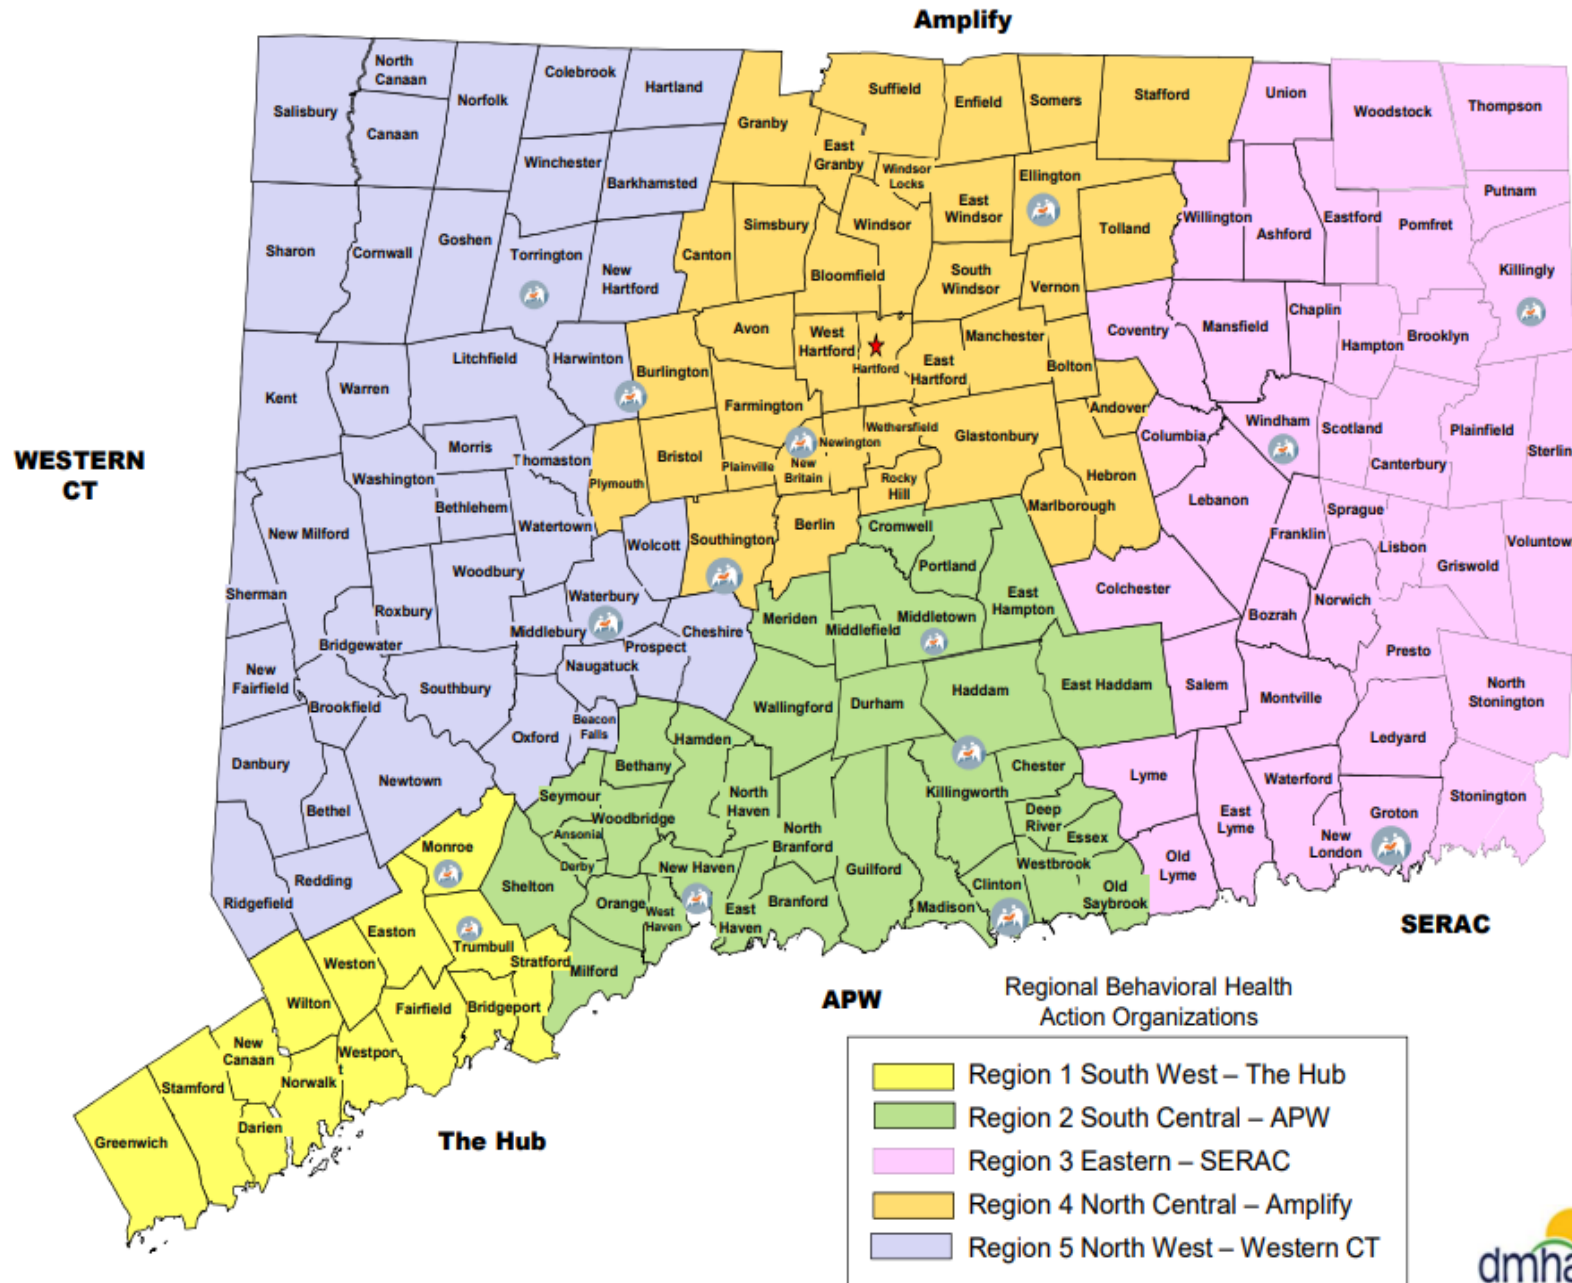 Amplify
North
Canaan
Colebrook
Hartland
Salisbury
Norfolk
Canaan
Granby
Suffield
Enfield
Somers
Stafford
Union
Woodstock
Thompson
Winchester
Barkhamsted
East
Granby
Windsor
Locks
Ellington
Putnam
Sharon
Cornwall
Goshen
Torrington
New
Hartford
Canton
Simsbury
Windsor
East
Windsor
Tolland
Willington
Ashford
Eastford
Pomfret
Bloomfield
South
Windsor
Vernon
Killingly
Kent
Warren
Litchfield
Harwinton
Burlington
Avon
West
Hartford
Hartford
East
Hartford
Manchester
Bolton
Coventry
Mansfield
Chaplin
Hampton
Brooklyn
WESTERN
CT
Morris
Thomaston
Washington
Bethlehem
Watertown
Plymouth
Bristol
Farmington
Plainville
New
Britain
Newington
Wethersfield
Rocky
Hill
Glastonbury
Andover
Hebron
Marlborough
Columbia
Windham
Scotland
Canterbury
Plainfield
Sterlin
Lebanon
New Milford
Wolcott
Southington
Berlin
Cromwell
Portland
East
Hampton
Colchester
Franklin
Sprague
Lisbon
Griswold
Voluntow
Sherman
Roxbury
Woodbury
Waterbury
Middlebury
Prospect
Cheshire
Meriden
Middlefield
Middletown
Bozrah
Norwich
Presto
Bridgewater
New
Fairfield
Brookfield
Southbury
Naugatuck
Beacon
Falls
Oxford
Wallingford
Durham
Haddam
East Haddam
Salem
Montville
North
Stonington
Ledyard
Danbury
Bethel
Newtown
Hamden
Bethany
Seymour
Woodbridge
Ansonia
Derby
North
Haven
North
Branford
Killingworth
Chester
Deep
River
Essex
Westbrook
Lyme
East
Lyme
Waterford
New
London
Groton
Stonington
Old
Lyme
Redding
Ridgefield
Monroe
Shelton
Orange
New Haven
West
Haven
East
Haven
Branford
Guilford
Madison
Clinton
Old
Saybrook
SERAC
Easton
Trumbull
Stratford
Milford
Weston
Wilton
Fairfield
Bridgeport
APW
New
Canaan
Westpor
t
Norwalk
Stamford
Darien
Greenwich
The Hub
Regional Behavioral Health
Action Organizations
Region 1 South West – The Hub
Region 2 South Central – APW
Region 3 Eastern – SERAC
Region 4 North Central – Amplify
Region 5 North West – Western CT
dmha